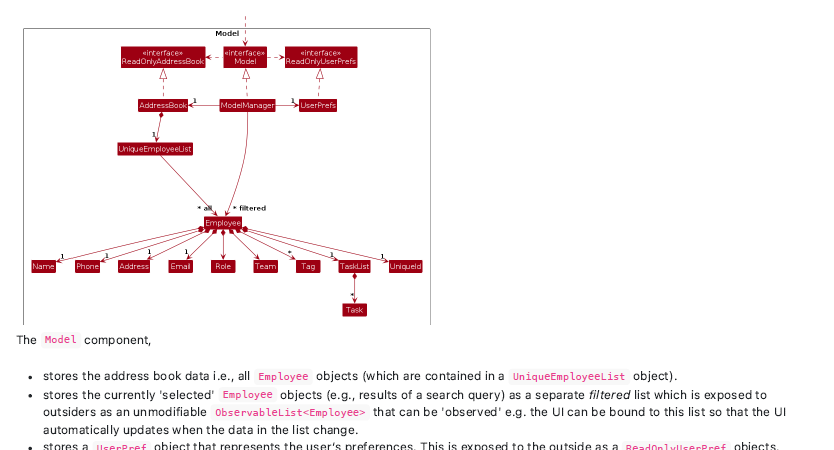 Model
«interface»
ReadOnlyAddressBook
«interface»
Model
«interface»
ReadOnlyUserPrefs
AddressBook
1
ModelManager
1
UserPrefs
1
UniqueEmployeeList
* all
* filtered
Employee
1
1
1
1
*
1
1
Name
Phone
Address
Email
Role
Team
Tag
TaskList
UniqueId
*
Task
The Model component,
• stores the address book data i.e., all Employee objects (which are contained in a UniqueEmployeeList object).
• stores the currently 'selected' Employee objects (e.g., results of a search query) as a separate filtered list which is exposed to
outsiders as an unmodifiable ObservableList<Employee> that can be 'observed' e.g. the UI can be bound to this list so that the UI
automatically updates when the data in the list change.
• stores a UserPref object that represents the user's preferences. This is exposed to the outside as a ReadOnlyUserPref objects.